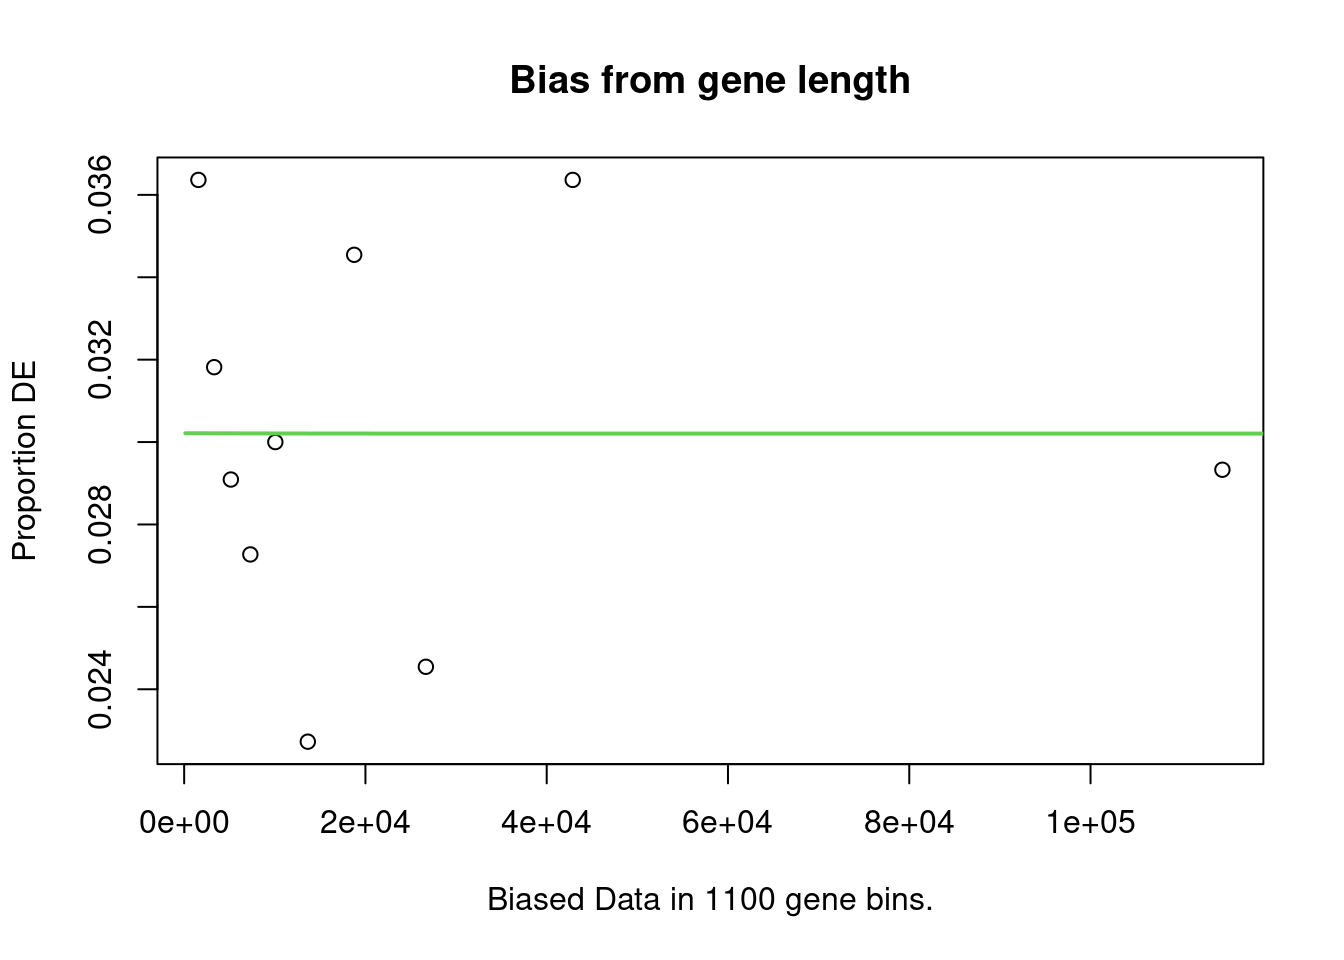 Bias from gene length
Proportion DE
0.036
0.032
0.028
0.024
0e+00 2e+04 4e+04 6e+04 8e+04 1e+05
Biased Data in 1100 gene bins.